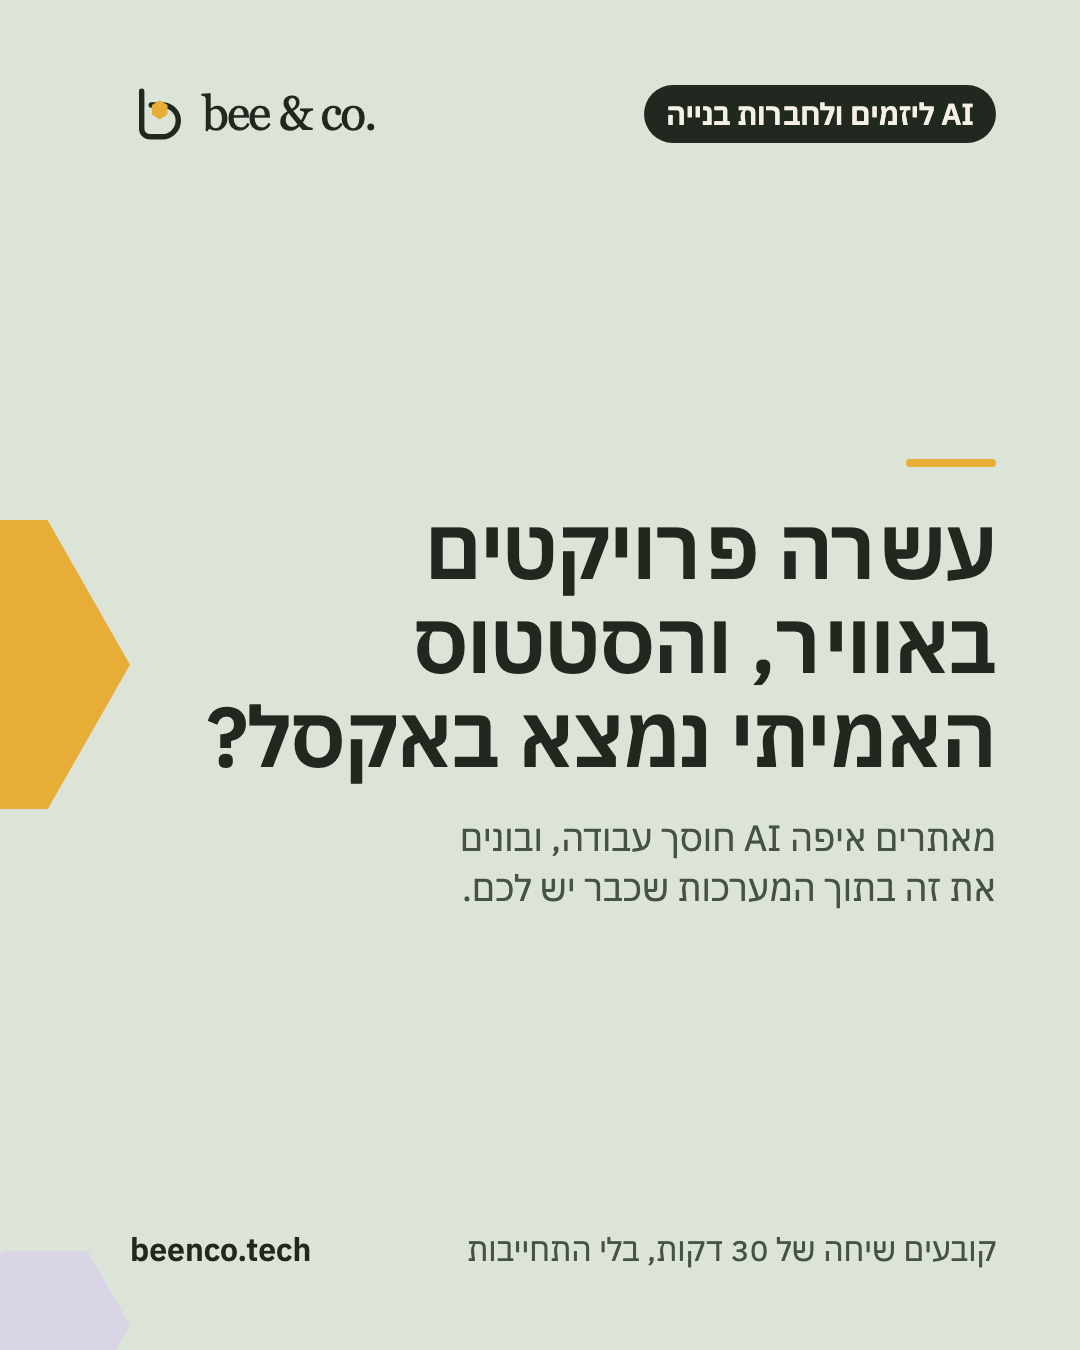 AI ליזמים ולחברות בנייה
bee & co.
עשרה פרויקטים
באוויר, והסטטוס
האמיתי נמצא באקסל?
מאתרים איפה AI חוסך עבודה, ובונים
את זה בתוך המערכות שכבר יש לכם.
קובעים שיחה של 30 דקות, בלי התחייבות
beenco.tech